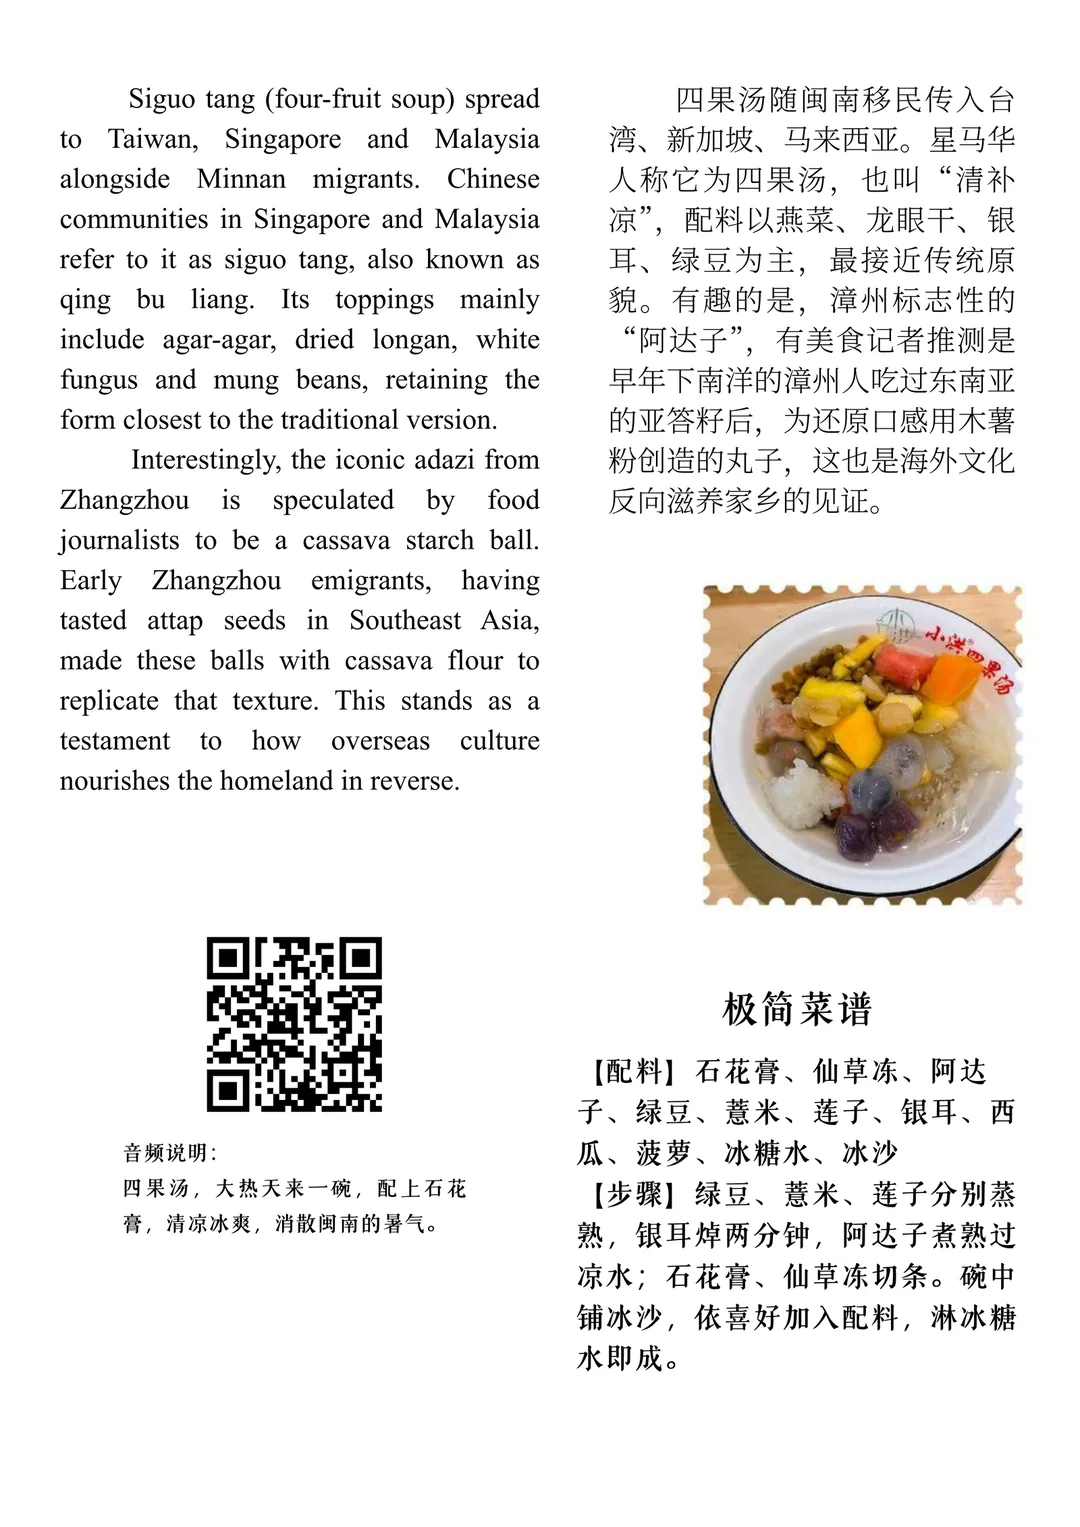 Siguo tang (four-fruit soup) spread
to Taiwan, Singapore and Malaysia
alongside Minnan migrants. Chinese
communities in Singapore and Malaysia
refer to it as siguo tang, also known as
qing bu liang. Its toppings mainly
include agar-agar, dried longan, white
fungus and mung beans, retaining the
form closest to the traditional version.
Interestingly, the iconic adazi from
Zhangzhou is speculated by food
journalists to be a cassava starch ball.
Early Zhangzhou emigrants, having
tasted attap seeds in Southeast Asia,
made these balls with cassava flour to
replicate that texture. This stands as a
testament to how overseas culture
nourishes the homeland in reverse.
四果汤随闽南移民传入台
湾、新加坡、马来西亚。星马华
人称它为四果汤，也叫“清补
凉”，配料以燕菜、龙眼干、银
耳、绿豆为主，最接近传统原
貌。有趣的是，漳州标志性的
“阿达子”，有美食记者推测是
早年下南洋的漳州人吃过东南亚
的亚答籽后，为还原口感用木薯
粉创造的丸子，这也是海外文化
反向滋养家乡的见证。
小洪
小洪®四果汤
音频说明：
四果汤，大热天来一碗，配上石花
膏，清凉冰爽，消散闽南的暑气。
极简菜谱
【配料】石花膏、仙草冻、阿达
子、绿豆、薏米、莲子、银耳、西
瓜、菠萝、冰糖水、冰沙
【步骤】绿豆、薏米、莲子分别蒸
熟，银耳焯两分钟，阿达子煮熟过
凉水；石花膏、仙草冻切条。碗中
铺冰沙，依喜好加入配料，淋冰糖
水即成。